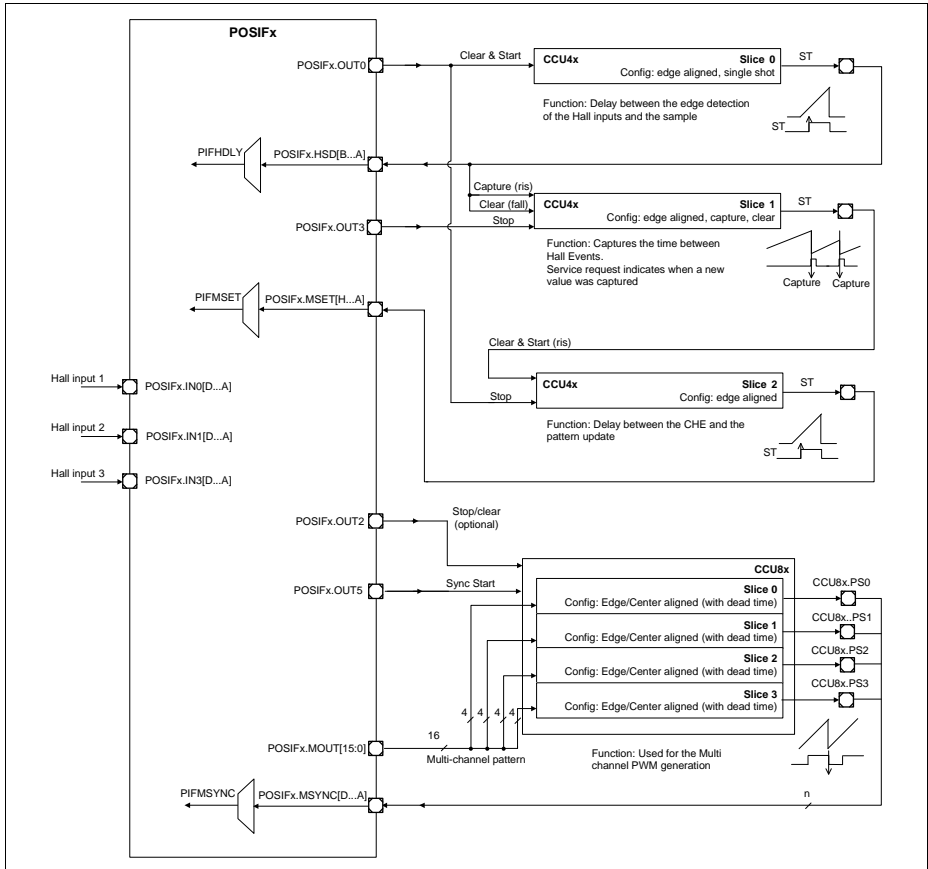 POSIFx
POSIFx.OUT0
Clear & Start
CCU4x
Slice 0
Config: edge aligned, single shot
ST
Function: Delay between the edge detection
of the Hall inputs and the sample
ST
PIFHDLY
POSIFx.HSD[B...A]
Capture (ris)
Clear (fall)
Stop
POSIFx.OUT3
CCU4x
Slice 1
Config: edge aligned, capture, clear
ST
Function: Captures the time between
Hall Events.
Service request indicates when a new
value was captured
Capture
Capture
PIFMSET
POSIFx.MSET[H...A]
Clear & Start (ris)
Stop
CCU4x
Slice 2
Config: edge aligned
ST
Function: Delay between the CHE and the
pattern update
ST
Hall input 1
POSIFx.IN0[D...A]
Hall input 2
POSIFx.IN1[D...A]
Hall input 3
POSIFx.IN3[D...A]
POSIFx.OUT2
Stop/clear
(optional)
POSIFx.OUT5
Sync Start
CCU8x
Slice 0
Config: Edge/Center aligned (with dead time)
Slice 1
Config: Edge/Center aligned (with dead time)
Slice 2
Config: Edge/Center aligned (with dead time)
Slice 3
Config: Edge/Center aligned (with dead time)
CCU8x.PS0
CCU8x..PS1
CCU8x.PS2
CCU8x.PS3
4 4 4 4
POSIFx.MOUT[15:0]
16
Multi-channel pattern
Function: Used for the Multi
channel PWM generation
PIFMSYNC
POSIFx.MSYNC[D...A]
n